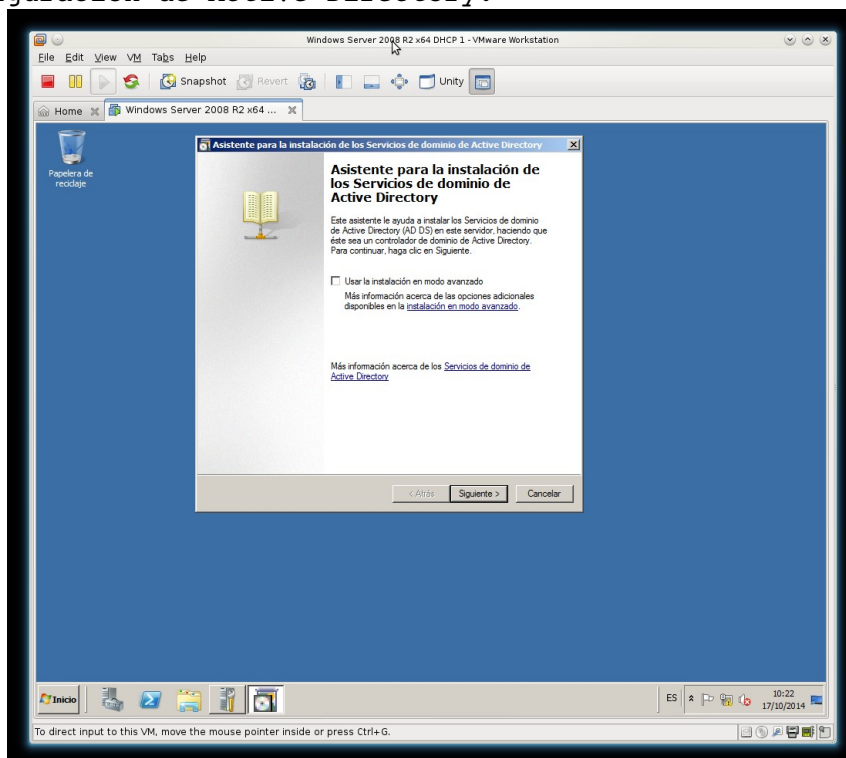 Windows Server 2008 R2 x64 DHCP 1 - VMware Workstation
File Edit View VM Tabs Help
Snapshot Revert Unity
Home Windows Server 2008 R2 x64 ...
Papelera de
reciclaje
Asistente para la instalación de los Servicios de dominio de Active Directory
Asistente para la instalación de
los Servicios de dominio de
Active Directory
Este asistente le ayuda a instalar los Servicios de dominio
de Active Directory (AD DS) en este servidor, haciendo que
éste sea un controlador de dominio de Active Directory.
Para continuar, haga clic en Siguiente.
Usar la instalación en modo avanzado
Más información acerca de las opciones adicionales
disponibles en la instalación en modo avanzado.
Más información acerca de los Servicios de dominio de
Active Directory
< Atrás Siguiente > Cancelar
Inicio
ES
10:22
17/10/2014
To direct input to this VM, move the mouse pointer inside or press Ctrl+G.